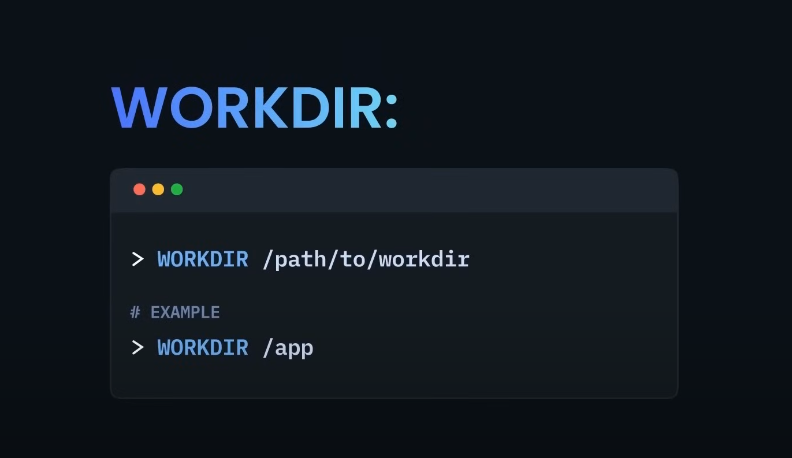 WORKDIR:
> WORKDIR /path/to/workdir
# EXAMPLE
> WORKDIR /app